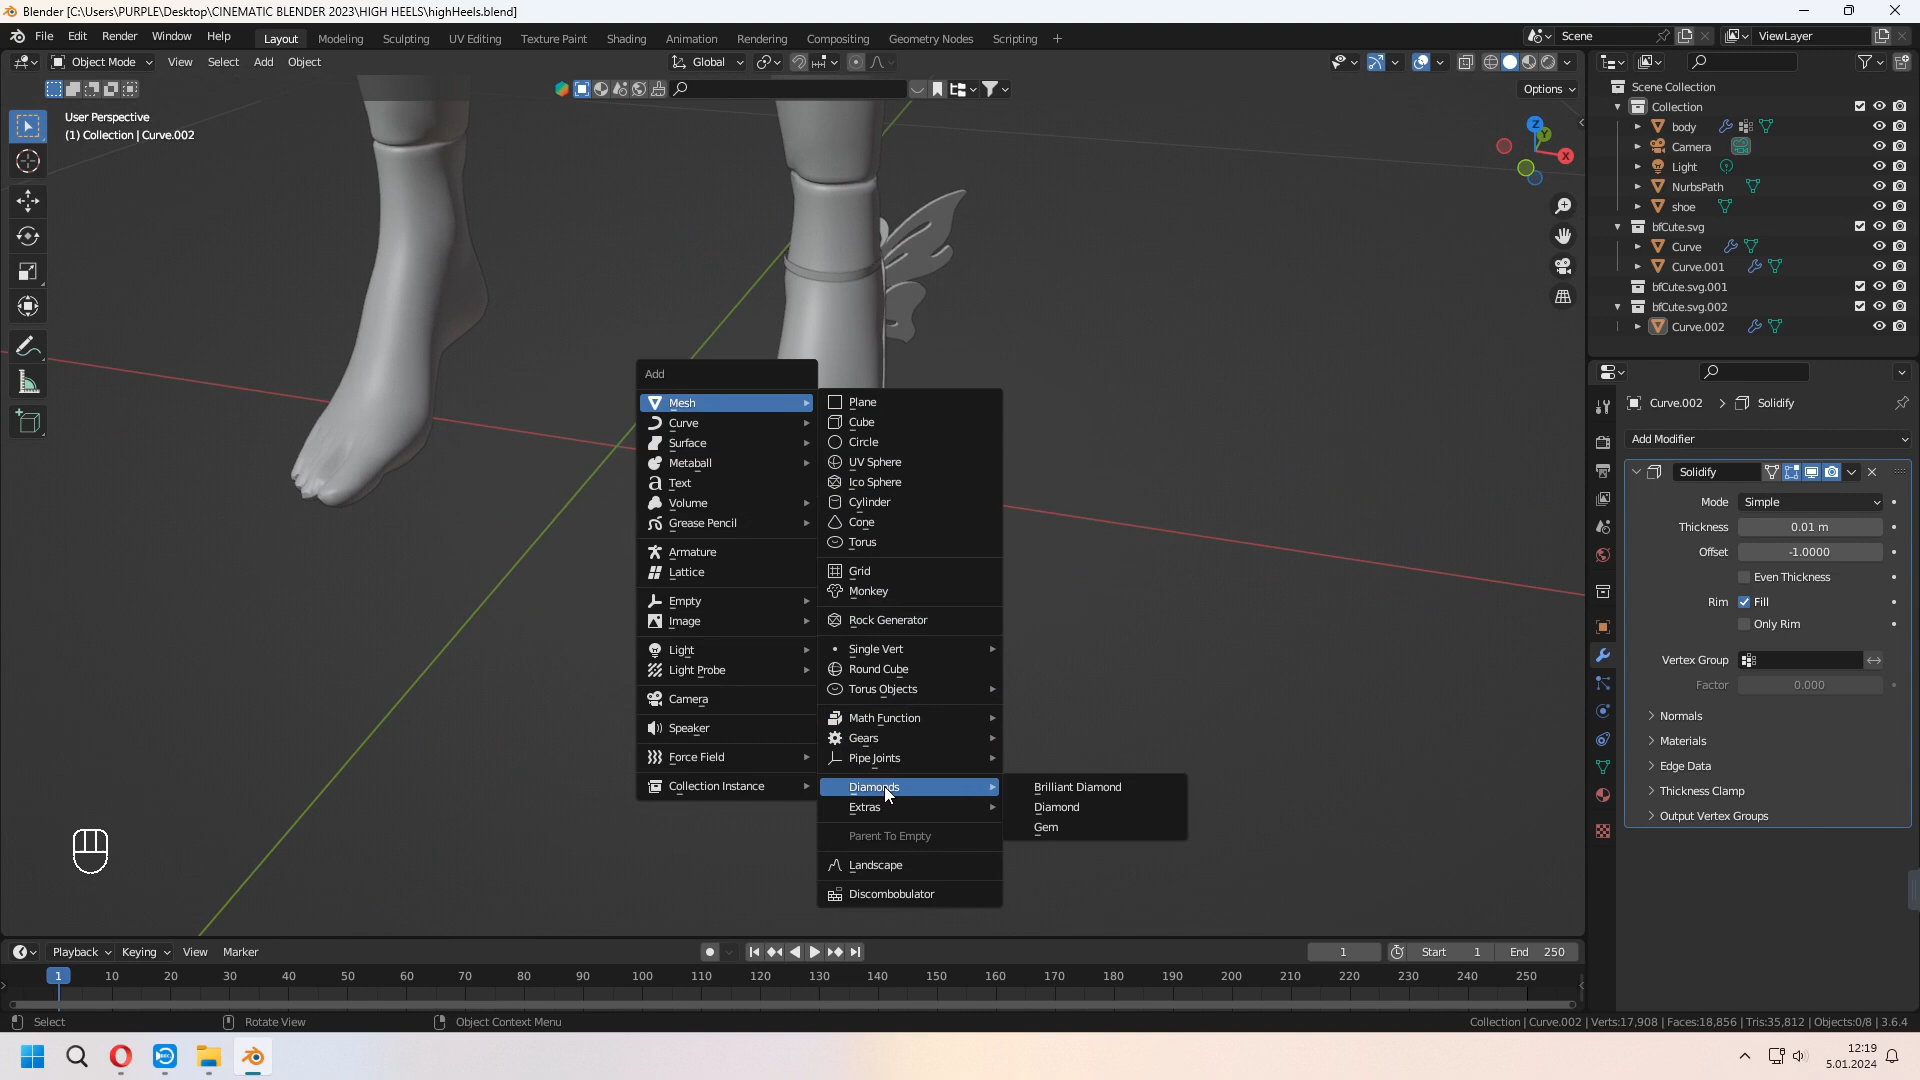 Blender [C:\Users\PURPLE\Desktop\CINEMATIC BLENDER 2023\HIGH HEELS\highHeels.blend]
File Edit Render Window Help Layout Modeling Sculpting UV Editing Texture Paint Shading Animation Rendering Compositing Geometry Nodes Scripting + Scene ViewLayer
Object Mode View Select Add Object Global
Options
User Perspective
(1) Collection | Curve.002
Z
Y
X
Scene Collection
Collection
body
Camera
Light
NurbsPath
shoe
bfCute.svg
Curve
Curve.001
bfCute.svg.001
bfCute.svg.002
Curve.002
Add
Mesh
Curve
Surface
Metaball
Text
Volume
Grease Pencil
Armature
Lattice
Empty
Image
Light
Light Probe
Camera
Speaker
Force Field
Collection Instance
Plane
Cube
Circle
UV Sphere
Ico Sphere
Cylinder
Cone
Torus
Grid
Monkey
Rock Generator
Single Vert
Round Cube
Torus Objects
Math Function
Gears
Pipe Joints
Diamonds
Extras
Parent To Empty
Landscape
Discombobulator
Brilliant Diamond
Diamond
Gem
Curve.002 Solidify
Add Modifier
Solidify
Mode Simple
Thickness 0.01 m
Offset -1.0000
Even Thickness
Rim Fill
Only Rim
Vertex Group
Factor 0.000
Normals
Materials
Edge Data
Thickness Clamp
Output Vertex Groups
Playback Keying View Marker 1 Start 1 End 250
1 10 20 30 40 50 60 70 80 90 100 110 120 130 140 150 160 170 180 190 200 210 220 230 240 250
Select Rotate View Object Context Menu Collection | Curve.002 | Verts:17,908 | Faces:18,856 | Tris:35,812 | Objects:0/8 | 3.6.4
REC
12:19
5.01.2024